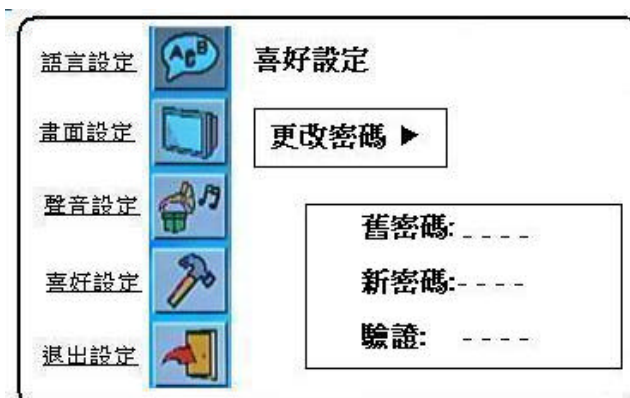 語言設定
畫面設定
聲音設定
喜好設定
退出設定
ABC
喜好設定
更改密碼 ▶
舊密碼: _ _ _ _
新密碼:- - - -
驗證: - - - -